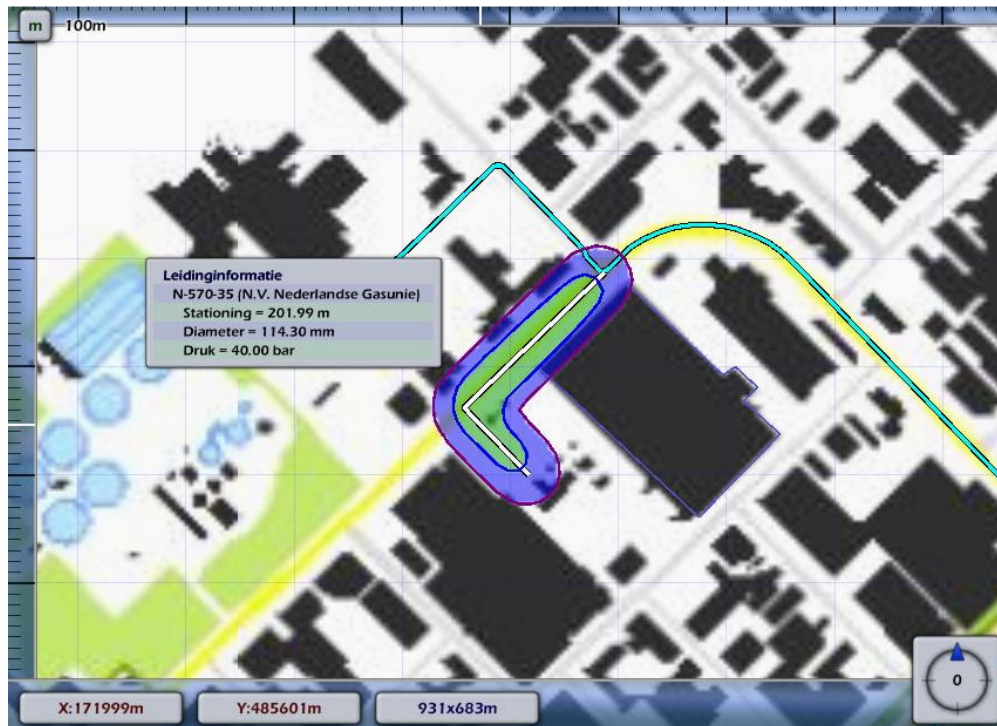 m 100m
Leidinginformatie
N-570-35 (N.V. Nederlandse Gasunie)
Stationing = 201.99 m
Diameter = 114.30 mm
Druk = 40.00 bar
0
X:171999m Y:485601m 931x683m